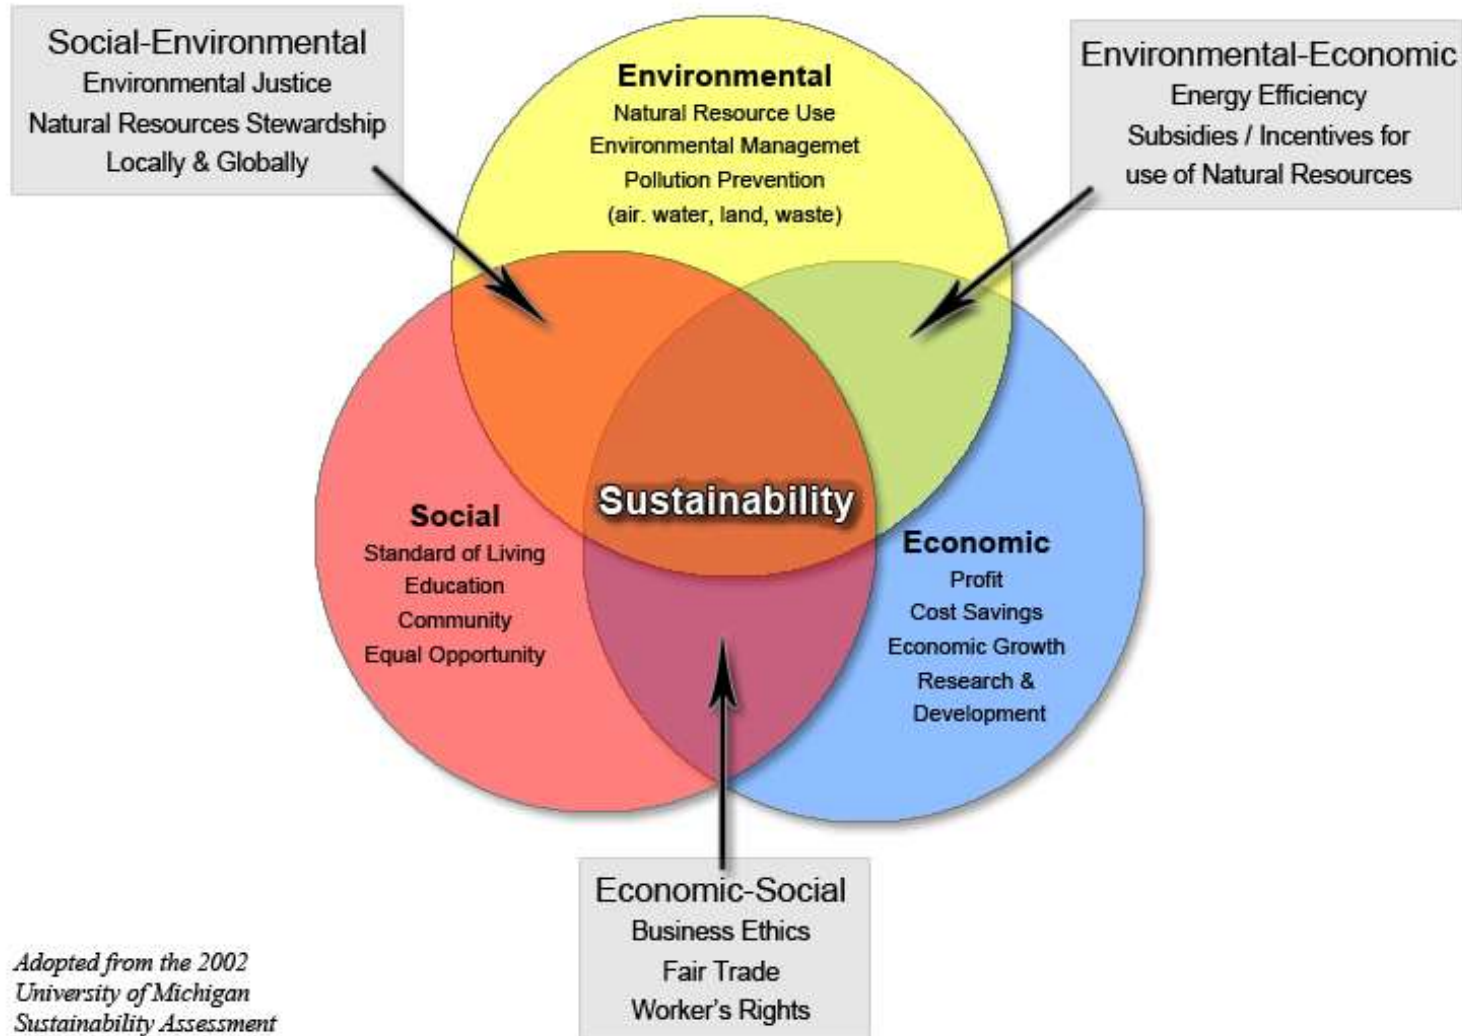 Social-Environmental
Environmental Justice
Natural Resources Stewardship
Locally & Globally
Environmental
Natural Resource Use
Environmental Managemet
Pollution Prevention
(air. water, land, waste)
Environmental-Economic
Energy Efficiency
Subsidies / Incentives for
use of Natural Resources
Sustainability
Social
Standard of Living
Education
Community
Equal Opportunity
Economic
Profit
Cost Savings
Economic Growth
Research &
Development
Economic-Social
Business Ethics
Fair Trade
Worker's Rights
Adopted from the 2002
University of Michigan
Sustainability Assessment